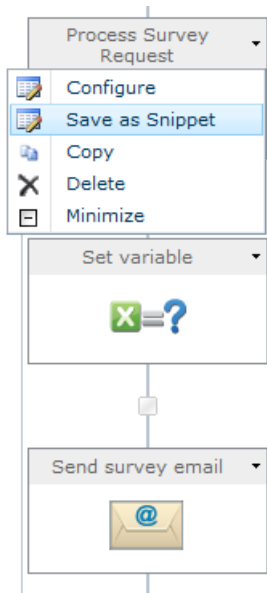 Process Survey
Request
Configure
Save as Snippet
Copy
Delete
Minimize
Set variable
X=?
Send survey email
@